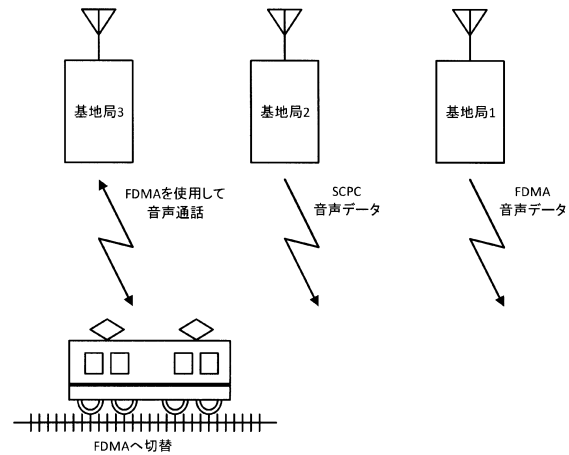 基地局3
基地局2
基地局1
FDMAを使用して
音声通話
SCPC
音声データ
FDMA
音声データ
FDMAへ切替